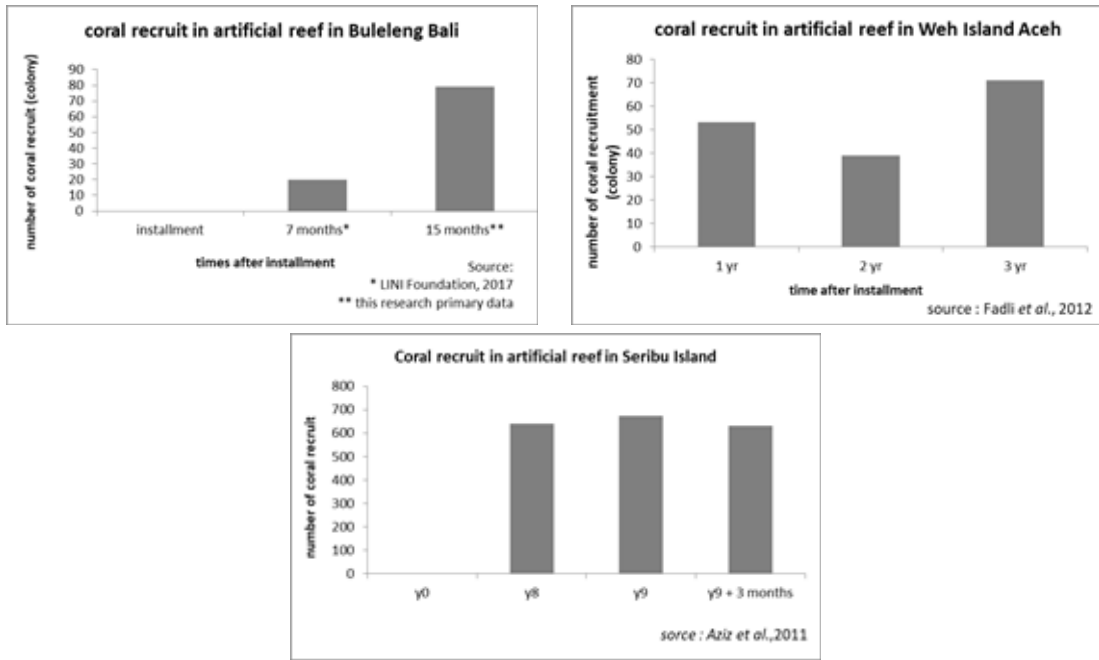 coral recruit in artificial reef in Buleleng Bali
number of coral recruit (colony)
90
80
70
60
50
40
30
20
10
0
installment 7 months* 15 months**
times after installment
Source:
* LINI Foundation, 2017
** this research primary data
coral recruit in artificial reef in Weh Island Aceh
number of coral recruitment
(colony)
80
70
60
50
40
30
20
10
0
1 yr 2 yr 3 yr
time after installment
source : Fadli et al., 2012
Coral recruit in artificial reef in Seribu Island
number of coral recruit
800
700
600
500
400
300
200
100
0
y0 y8 y9 y9 + 3 months
sorce : Aziz et al.,2011